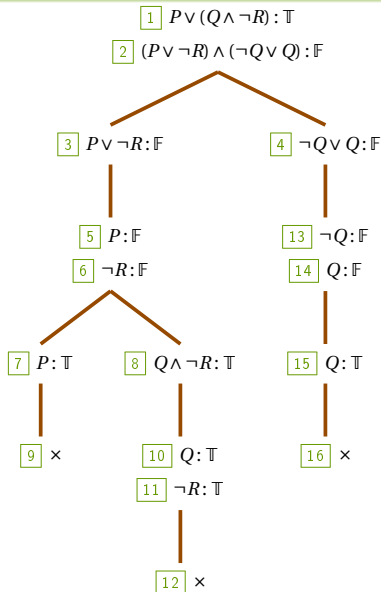 1 P ∨ (Q ∧ ¬R) : 𝕋
2 (P ∨ ¬R) ∧ (¬Q ∨ Q) : 𝔽
3 P ∨ ¬R : 𝔽
4 ¬Q ∨ Q : 𝔽
5 P : 𝔽
13 ¬Q : 𝔽
6 ¬R : 𝔽
14 Q : 𝔽
7 P : 𝕋
8 Q ∧ ¬R : 𝕋
15 Q : 𝕋
9 ×
10 Q : 𝕋
16 ×
11 ¬R : 𝕋
12 ×